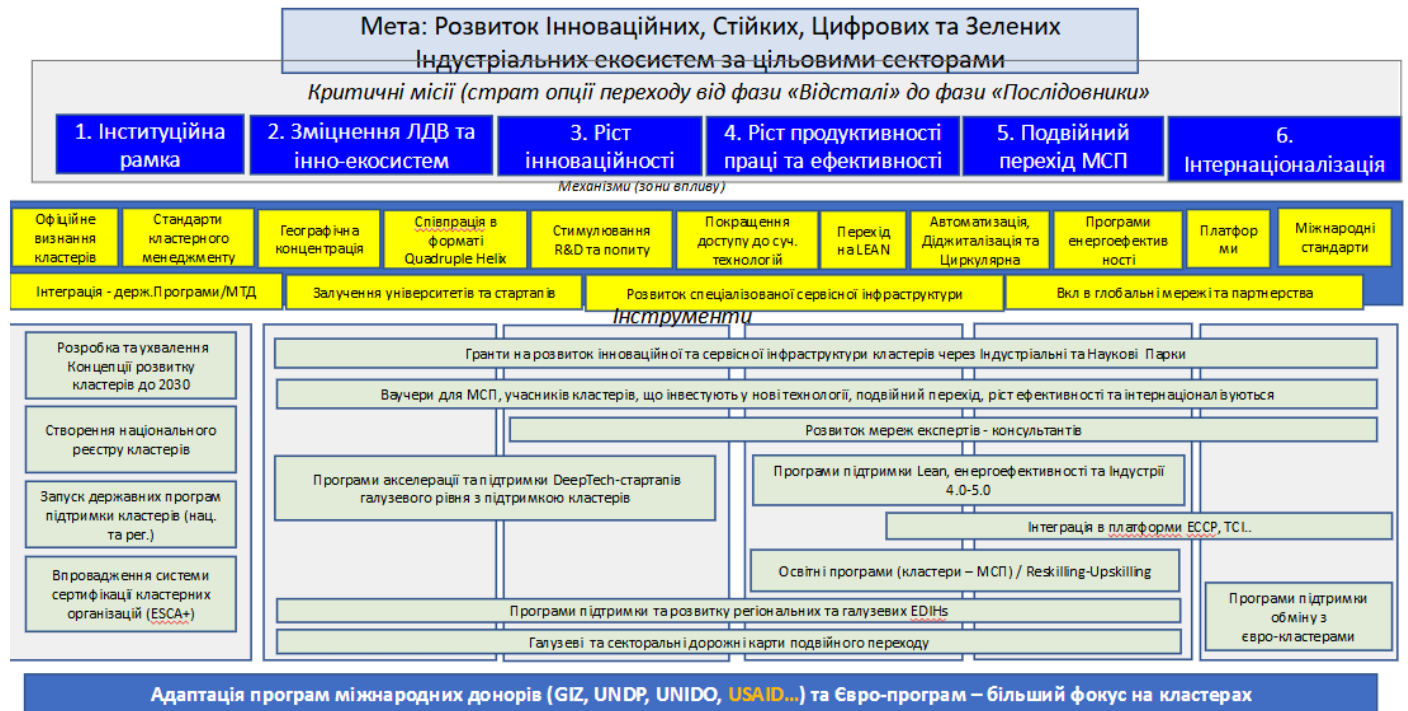 Мета: Розвиток Інноваційних, Стійких, Цифрових та Зелених
Індустріальних екосистем за цільовими секторами
Критичні місії (страт опції переходу від фази «Відсталі» до фази «Послідовники»
1. Інституційна
рамка
2. Зміцнення ЛДВ та
інно-екосистем
3. Ріст
інноваційності
4. Ріст продуктивності
праці та ефективності
5. Подвійний
перехід МСП
6.
Інтернаціоналізація
Механізми (зони впливу)
Офіційне
визнання
кластерів
Стандарти
кластерного
менеджменту
Географічна
концентрація
Співпрація в
форматі
Quadruple Helix
Стимулювання
R&D та попиту
Покращення
доступу до суч.
технологій
Перехід
на LEAN
Автоматизація,
Діджиталізація та
Циркулярна
Програми
енергоефектив
ності
Платфор
ми
Міжнародні
стандарти
Інтеграція - держ.Програми/МТД
Залучення університетів та стартапів
Розвиток спеціалізованої сервісної інфраструктури
Вкл в глобальні мережі та партнерства
Інструменти
Розробка та ухвалення
Концепції розвитку
кластерів до 2030
Створення національного
реєстру кластерів
Запуск державних програм
підтримки кластерів (нац.
та рег.)
Впровадження системи
сертифікації кластерних
організацій (ESCA+)
Гранти на розвиток інноваційної та сервісної інфраструктури кластерів через Індустріальні та Наукові Парки
Ваучери для МСП, учасників кластерів, що інвестують у нові технології, подвійний перехід, ріст ефективності та інтернаціоналізуються
Розвиток мереж експертів - консультантів
Програми акселерації та підтримки DeepTech-стартапів
галузевого рівня з підтримкою кластерів
Програми підтримки Lean, енергоефективності та Індустрії
4.0-5.0
Інтеграція в платформи ECCP, TCI..
Освітні програми (кластери – МСП) / Reskilling-Upskilling
Програми підтримки та розвитку регіональних та галузевих EDIHs
Галузеві та секторальні дорожні карти подвійного переходу
Програми підтримки
обміну з
євро-кластерами
Адаптація програм міжнародних донорів (GIZ, UNDP, UNIDO, USAID...) та Євро-програм – більший фокус на кластерах